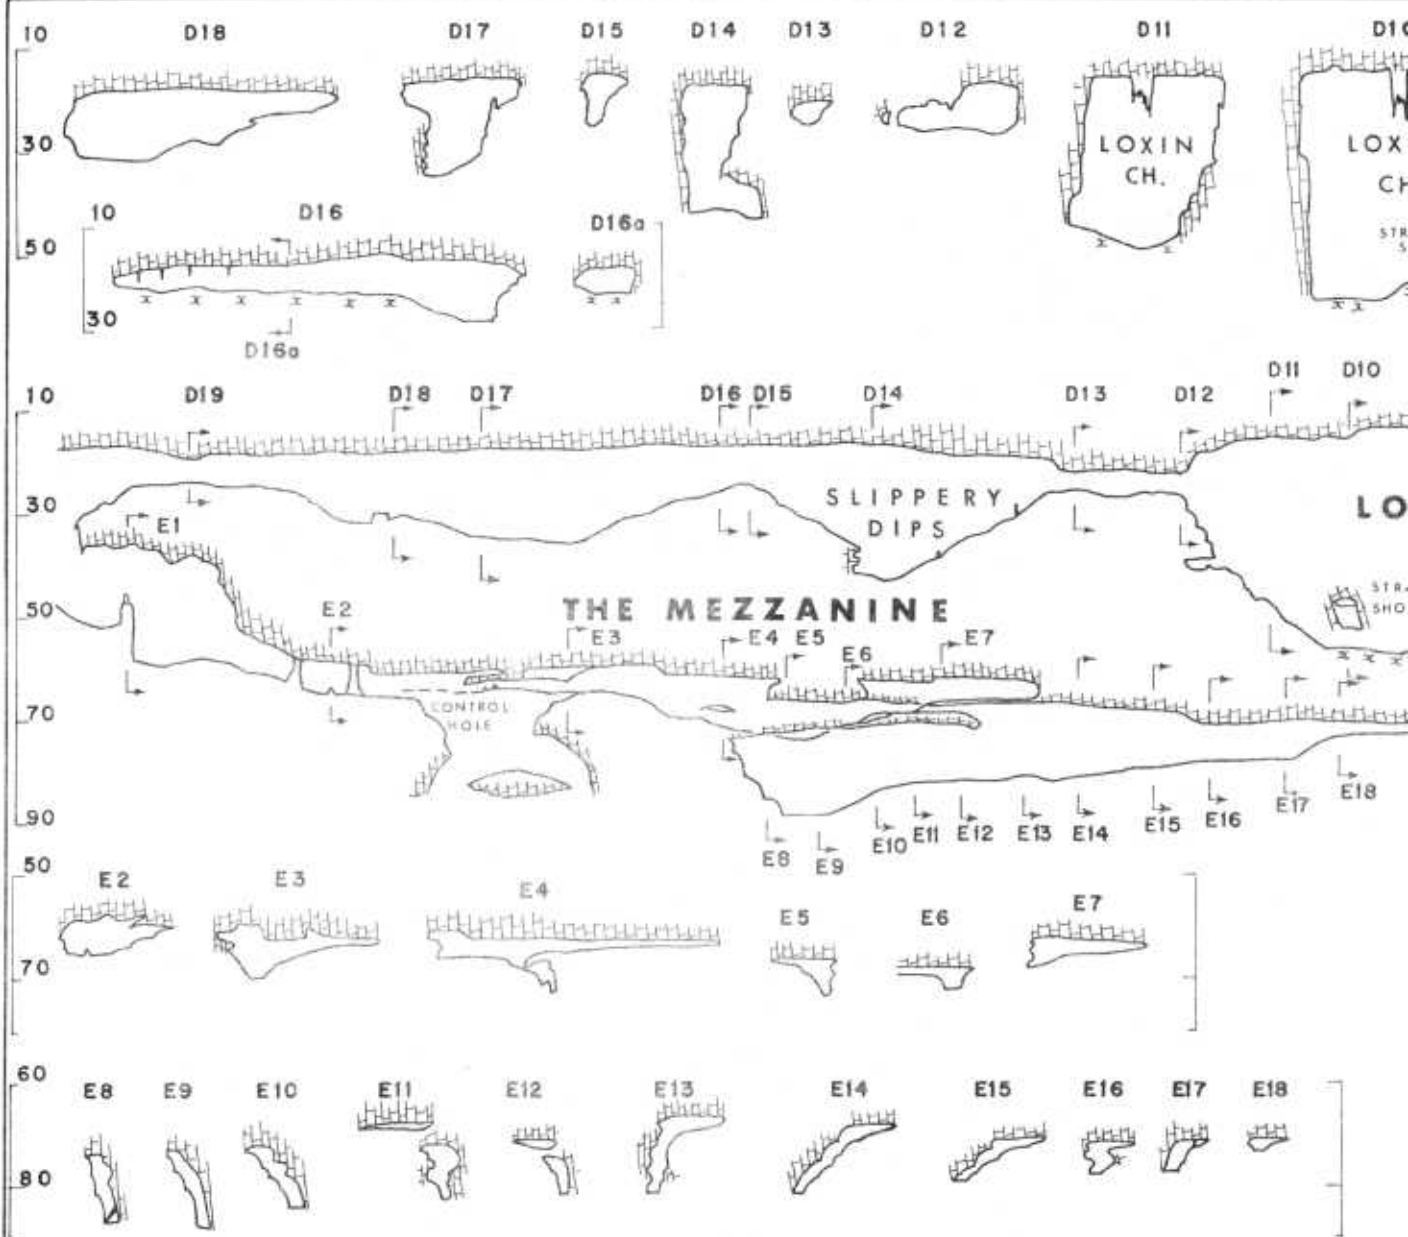 10 D18 D17 D15 D14 D13 D12 D11
30
LOXIN
CH.
50
10 D16 D16a
30
D16a
10 D19 D18 D17 D16 D15 D14 D13 D12 D11 D10
30
E1
SLIPPERY
DIPS
50
E2
THE MEZZANINE
E3 E4 E5 E6 E7
70
CONTROL
HOLE
90
E8 E9 E10 E11 E12 E13 E14 E15 E16 E17 E18
50
E2 E3 E4 E5 E6 E7
70
60
E8 E9 E10 E11 E12 E13 E14 E15 E16 E17 E18
80